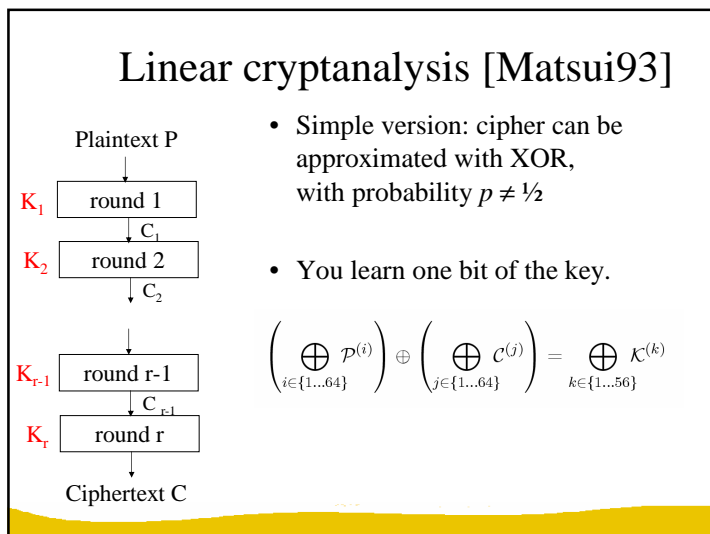 Linear cryptanalysis [Matsui93]
Plaintext P
K1 round 1
C1
K2 round 2
C2
Kr-1 round r-1
C r-1
Kr round r
Ciphertext C
• Simple version: cipher can be
approximated with XOR,
with probability p ≠ ½
• You learn one bit of the key.
(⊕ i∈{1...64} P^(i)) ⊕ (⊕ j∈{1...64} C^(j)) = ⊕ k∈{1...56} K^(k)